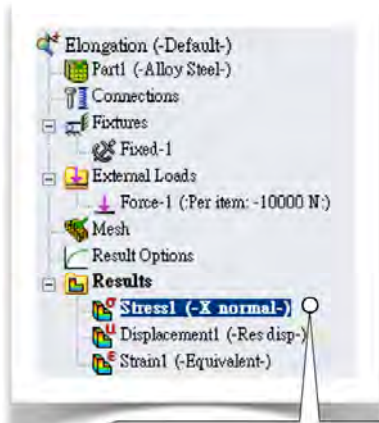 Elongation (-Default-)
Part1 (-Alloy Steel-)
Connections
Fixtures
Fixed-1
External Loads
Force-1 (:Per item: -10000 N:)
Mesh
Result Options
Results
Stress1 (-X normal-)
Displacement1 (-Res disp-)
Strain1 (-Equivalent-)